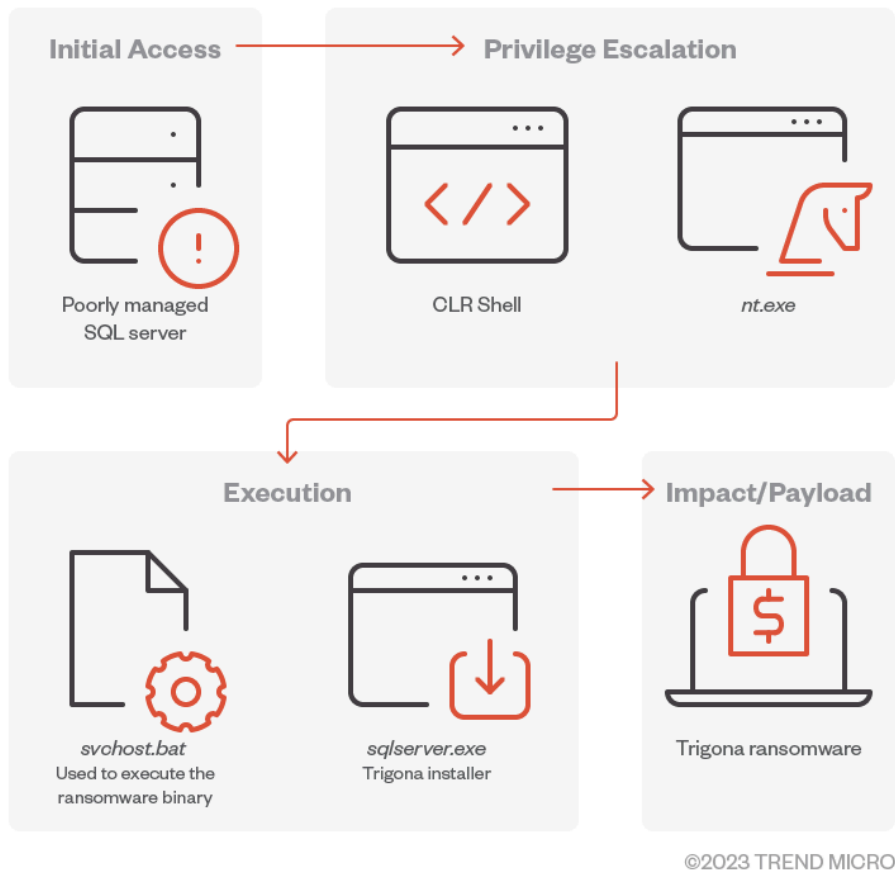 Initial Access
Privilege Escalation
Poorly managed
SQL server
CLR Shell
nt.exe
Execution
Impact/Payload
$
svchost.bat
Used to execute the
ransomware binary
sqlserver.exe
Trigona installer
Trigona ransomware
©2023 TREND MICRO